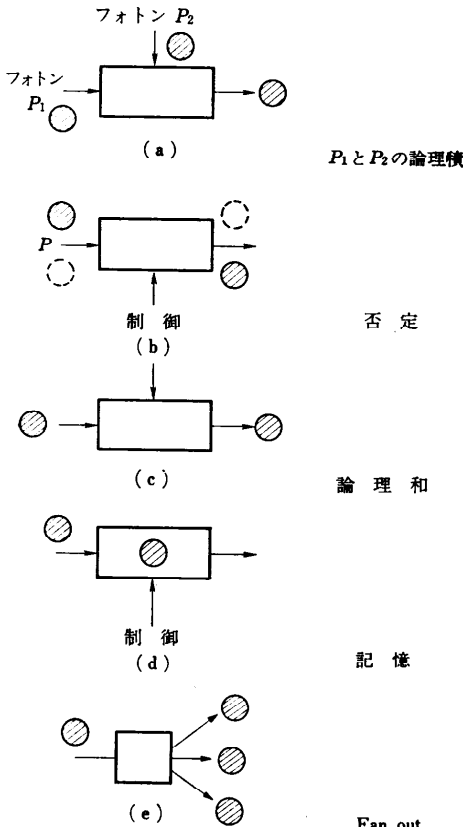 フォトン P₂
フォトン
P₁
(a)
P₁とP₂の論理積
P
制御
(b)
否定
(c)
論理和
制御
(d)
記憶
(e)
Fan out